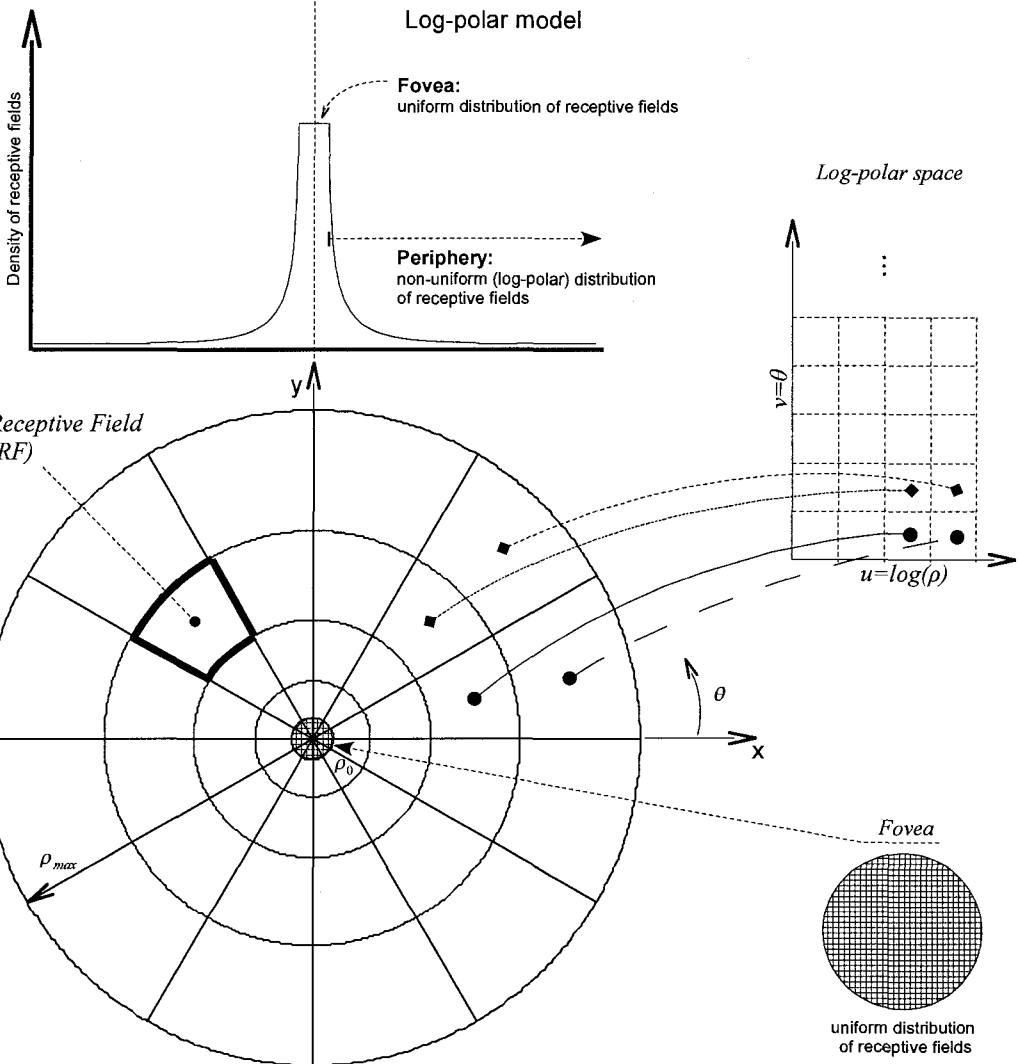 Log-polar model
Density of receptive fields
Fovea:
uniform distribution of receptive fields
Periphery:
non-uniform (log-polar) distribution
of receptive fields
Log-polar space
⋮
v=θ
u=log(ρ)
y
Receptive Field
(RF)
θ
x
ρ0
ρmax
Fovea
uniform distribution
of receptive fields